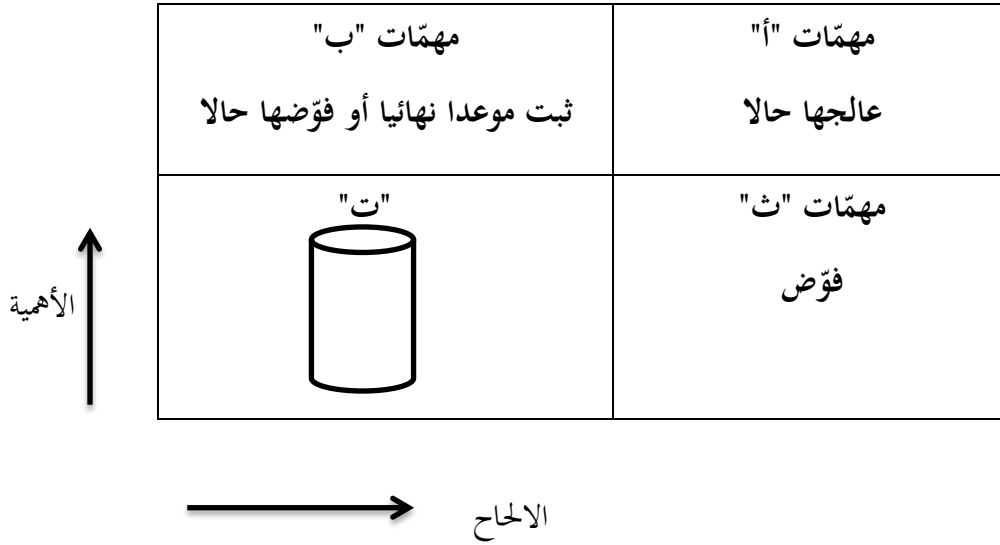 مهمّات "أ"
عالجها حالا
مهمّات "ب"
ثبت موعدا نهائيا أو فوّضها حالا
مهمّات "ث"
فوّض
"ت"
الأهمية
الالحاح